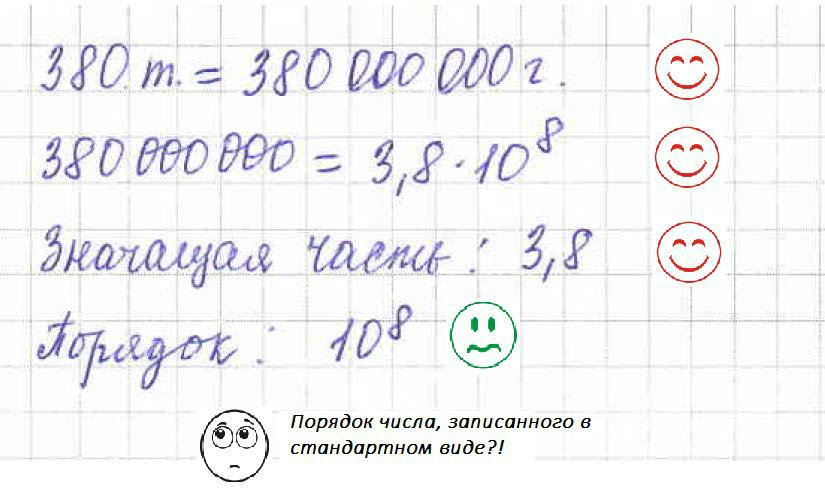 380 т. = 380 000 000 г.
380 000 000 = 3,8 · 10⁸
Значащая часть: 3,8
Порядок: 10⁸
Порядок числа, записанного в
стандартном виде?!